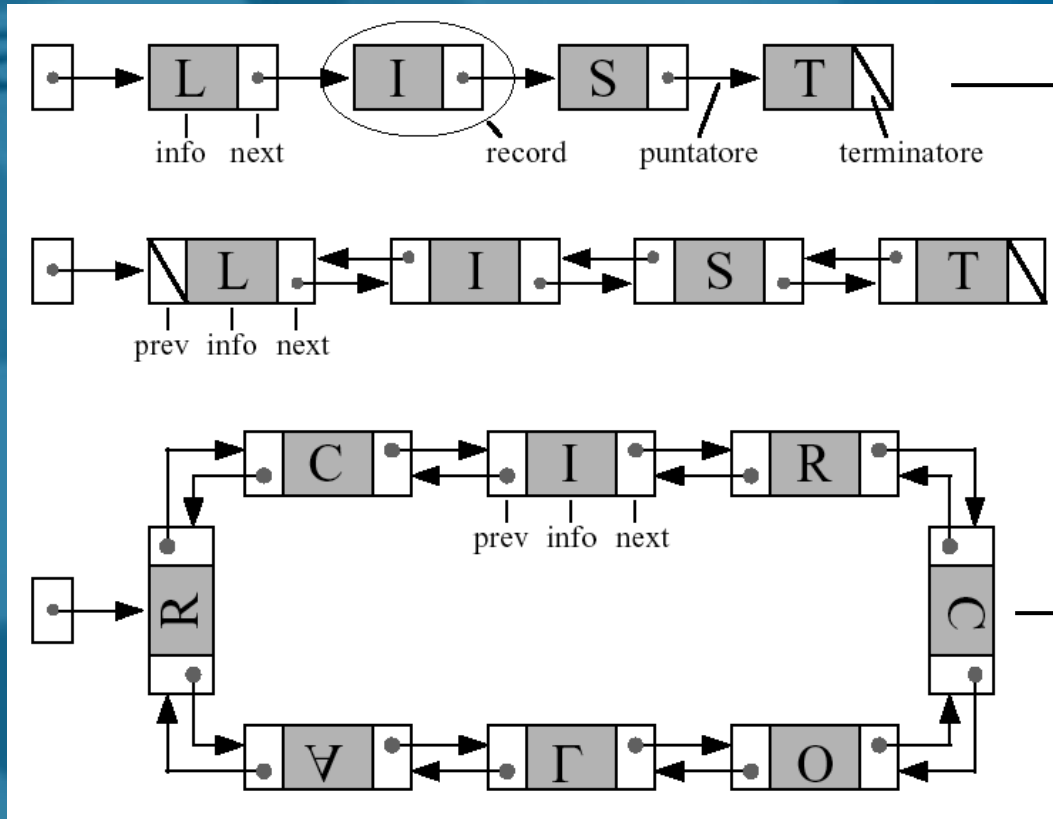 L I S T
info next record puntatore terminatore
L I S T
prev info next
C I R
prev info next
R C
A L O